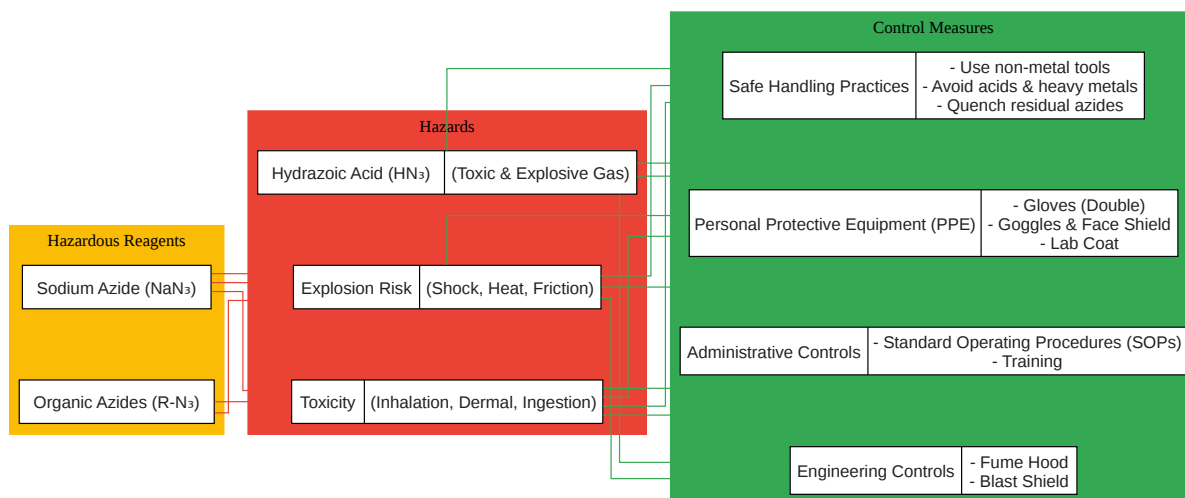 Control Measures
Safe Handling Practices
- Use non-metal tools
- Avoid acids & heavy metals
- Quench residual azides
Hazards
Hydrazoic Acid (HN₃)
(Toxic & Explosive Gas)
Personal Protective Equipment (PPE)
- Gloves (Double)
- Goggles & Face Shield
- Lab Coat
Hazardous Reagents
Sodium Azide (NaN₃)
Explosion Risk
(Shock, Heat, Friction)
Administrative Controls
- Standard Operating Procedures (SOPs)
- Training
Organic Azides (R-N₃)
Toxicity
(Inhalation, Dermal, Ingestion)
Engineering Controls
- Fume Hood
- Blast Shield